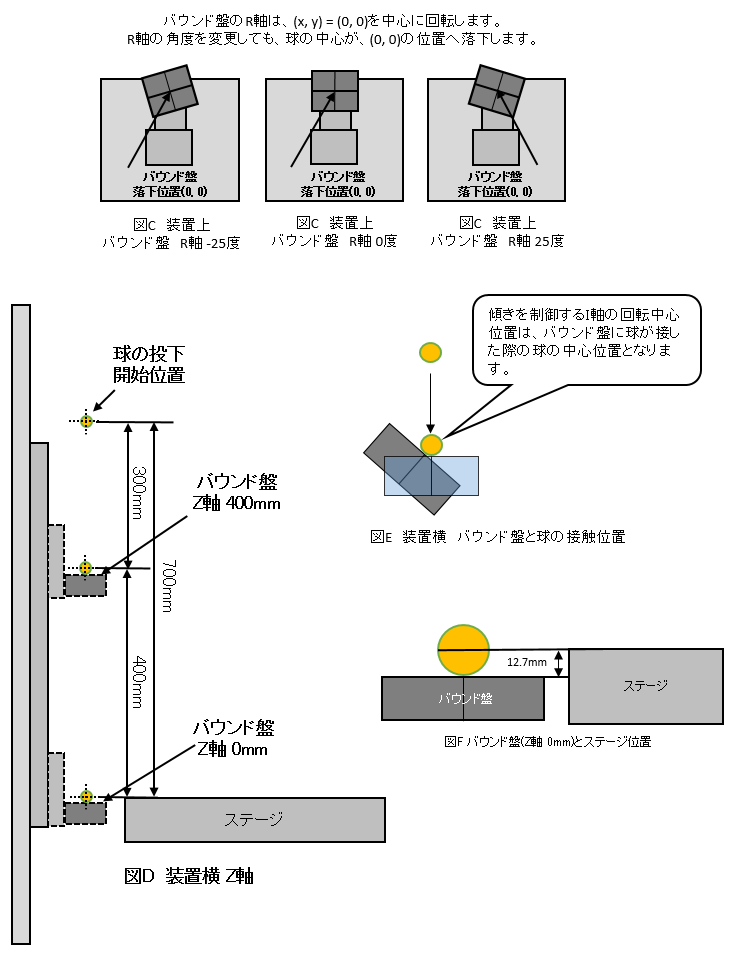 バウンド盤のR軸は、(x, y) = (0, 0)を中心に回転します。
R軸の角度を変更しても、球の中心が、(0, 0)の位置へ落下します。
バウンド盤
落下位置(0, 0)
バウンド盤
落下位置(0, 0)
バウンド盤
落下位置(0, 0)
図C 装置上
バウンド盤 R軸 -25度
図C 装置上
バウンド盤 R軸 0度
図C 装置上
バウンド盤 R軸 25度
傾きを制御するI軸の回転中心
位置は、バウンド盤に球が接し
た際の球の中心位置となりま
す。
球の投下
開始位置
300mm
バウンド盤
Z軸 400mm
700mm
400mm
バウンド盤
Z軸 0mm
ステージ
図D 装置横 Z軸
図E 装置横 バウンド盤と球の接触位置
12.7mm
ステージ
バウンド盤
図F バウンド盤(Z軸 0mm)とステージ位置